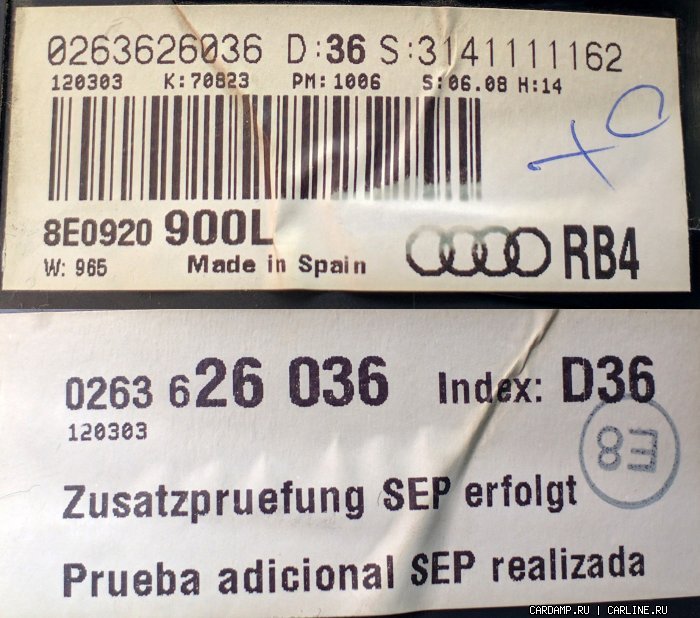 0263626036 D:36 S:3141111162
120303 K:70823 PM:1006 S:06.08 H:14
8E0920 900L
RB4
W: 965 Made in Spain
0263 626 036 Index: D36
120303
E8
Zusatzpruefung SEP erfolgt
Prueba adicional SEP realizada
CARDAMP.RU | CARLINE.RU